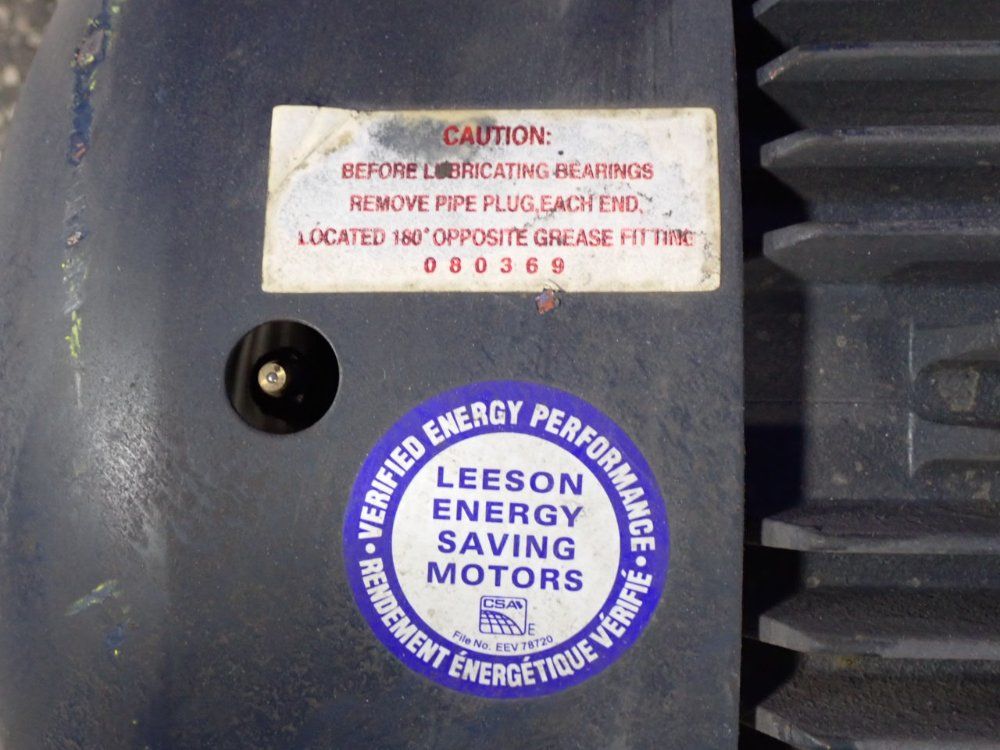 CAUTION:
BEFORE LUBRICATING BEARINGS
REMOVE PIPE PLUG,EACH END,
LOCATED 180° OPPOSITE GREASE FITTING
080369
• VERIFIED ENERGY PERFORMANCE •
LEESON
ENERGY
SAVING
MOTORS
CSA
E
File No. EEV 78720
RENDEMENT ÉNERGÉTIQUE VÉRIFIÉ